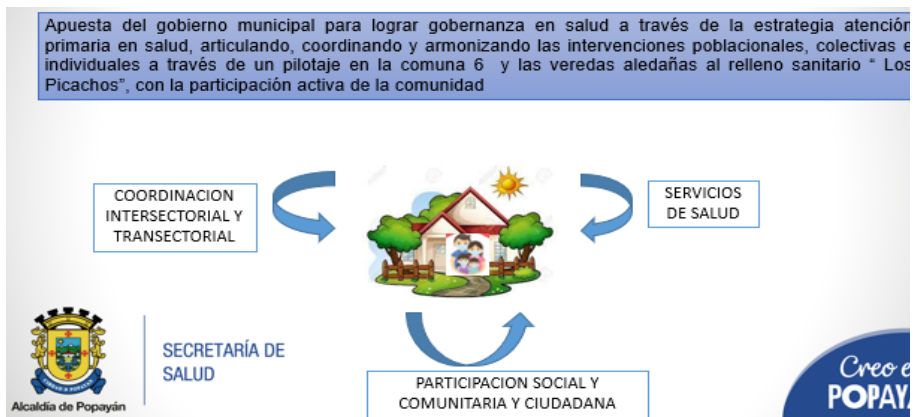 Apuesta del gobierno municipal para lograr gobernanza en salud a través de la estrategia atención
primaria en salud, articulando, coordinando y armonizando las intervenciones poblacionales, colectivas e
individuales a través de un pilotaje en la comuna 6 y las veredas aledañas al relleno sanitario “ Los
Picachos”, con la participación activa de la comunidad
COORDINACION
INTERSECTORIAL Y
TRANSECTORIAL
SERVICIOS
DE SALUD
PARTICIPACION SOCIAL Y
COMUNITARIA Y CIUDADANA
Alcaldía de Popayán
SECRETARÍA DE
SALUD
Creo e
POPAYA